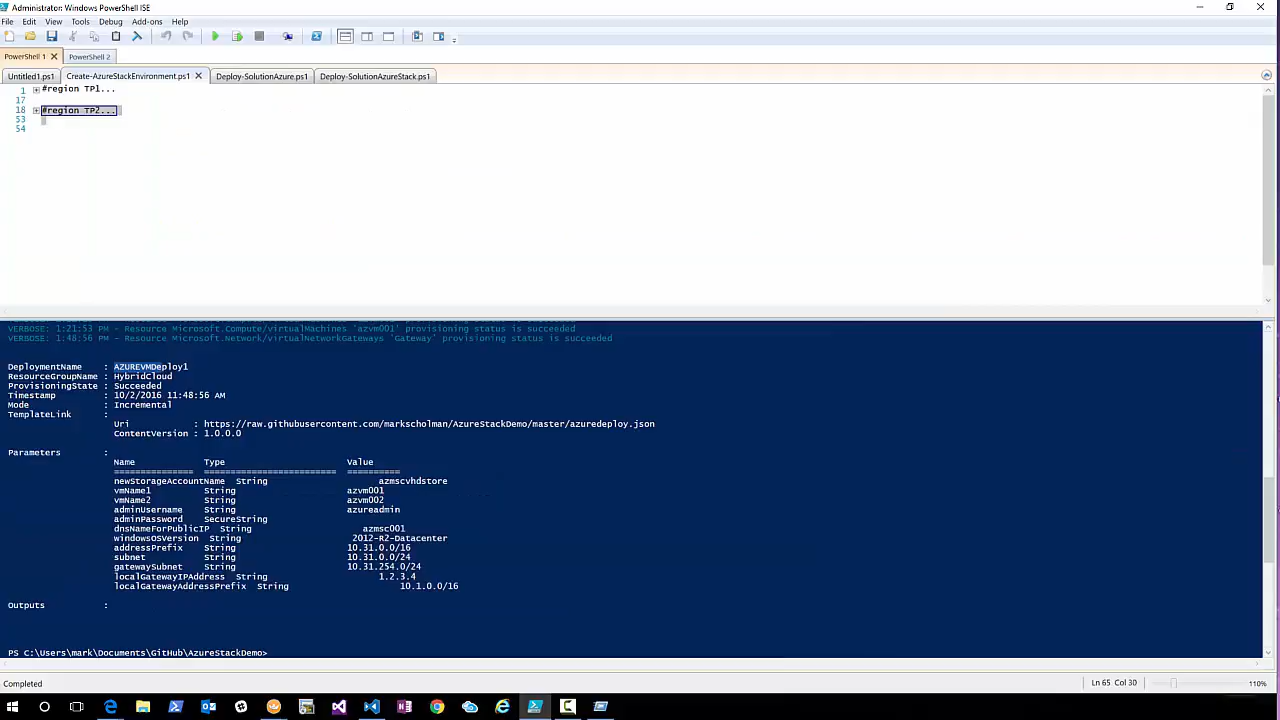 Administrator: Windows PowerShell ISE
File Edit View Tools Debug Add-ons Help
PowerShell 1 PowerShell 2
Untitled1.ps1 Create-AzureStackEnvironment.ps1 Deploy-SolutionAzure.ps1 Deploy-SolutionAzureStack.ps1
1 #region TP1...
17
18 #region TP2...
53
54
VERBOSE: 1:21:53 PM - Resource Microsoft.Compute/virtualMachines 'azvm001' provisioning status is succeeded
VERBOSE: 1:48:56 PM - Resource Microsoft.Network/virtualNetworkGateways 'Gateway' provisioning status is succeeded
DeploymentName : AZUREVMDeploy1
ResourceGroupName : HybridCloud
ProvisioningState : Succeeded
Timestamp : 10/2/2016 11:48:56 AM
Mode : Incremental
TemplateLink :
Uri : https://raw.githubusercontent.com/markscholman/AzureStackDemo/master/azuredeploy.json
ContentVersion : 1.0.0.0
Parameters :
Name Type Value
=============== ========================= ==========
newStorageAccountName String azmscvhdstore
vmName1 String azvm001
vmName2 String azvm002
adminUsername String azureadmin
adminPassword SecureString
dnsNameForPublicIP String azmsc001
windowsOSVersion String 2012-R2-Datacenter
addressPrefix String 10.31.0.0/16
subnet String 10.31.0.0/24
gatewaySubnet String 10.31.254.0/24
localGatewayIPAddress String 1.2.3.4
localGatewayAddressPrefix String 10.1.0.0/16
Outputs :
PS C:\Users\mark\Documents\GitHub\AzureStackDemo>
Completed Ln 65 Col 30 110%